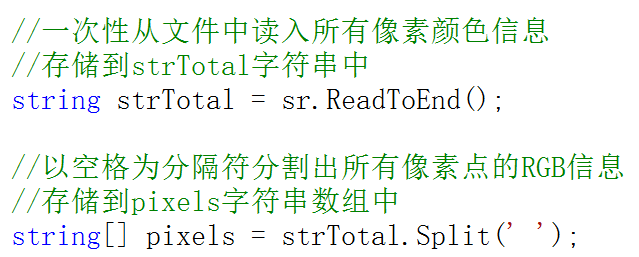 //一次性从文件中读入所有像素颜色信息
//存储到strTotal字符串中
string strTotal = sr.ReadToEnd();
//以空格为分隔符分割出所有像素点的RGB信息
//存储到pixels字符串数组中
string[] pixels = strTotal.Split(' ');